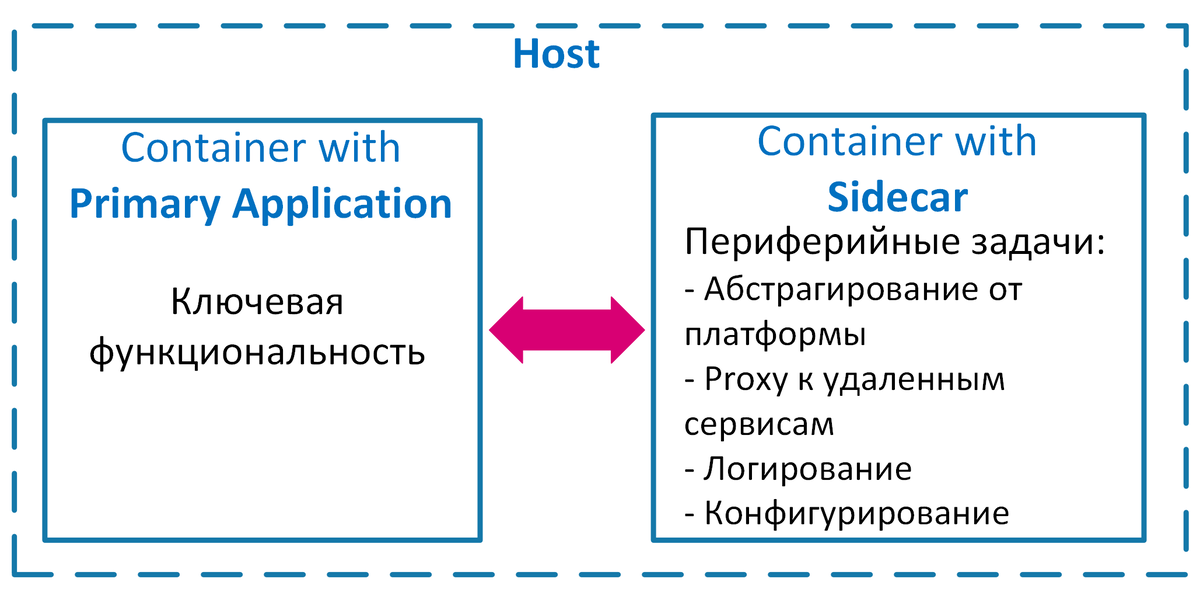 Host
Container with
Primary Application
Ключевая
функциональность
Container with
Sidecar
Периферийные задачи:
- Абстрагирование от
платформы
- Proxy к удаленным
сервисам
- Логирование
- Конфигурирование